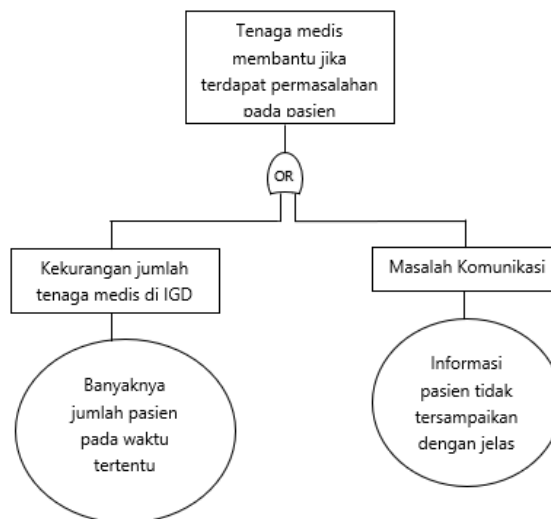 Tenaga medis
membantu jika
terdapat permasalahan
pada pasien
OR
Kekurangan jumlah
tenaga medis di IGD
Masalah Komunikasi
Banyaknya
jumlah pasien
pada waktu
tertentu
Informasi
pasien tidak
tersampaikan
dengan jelas